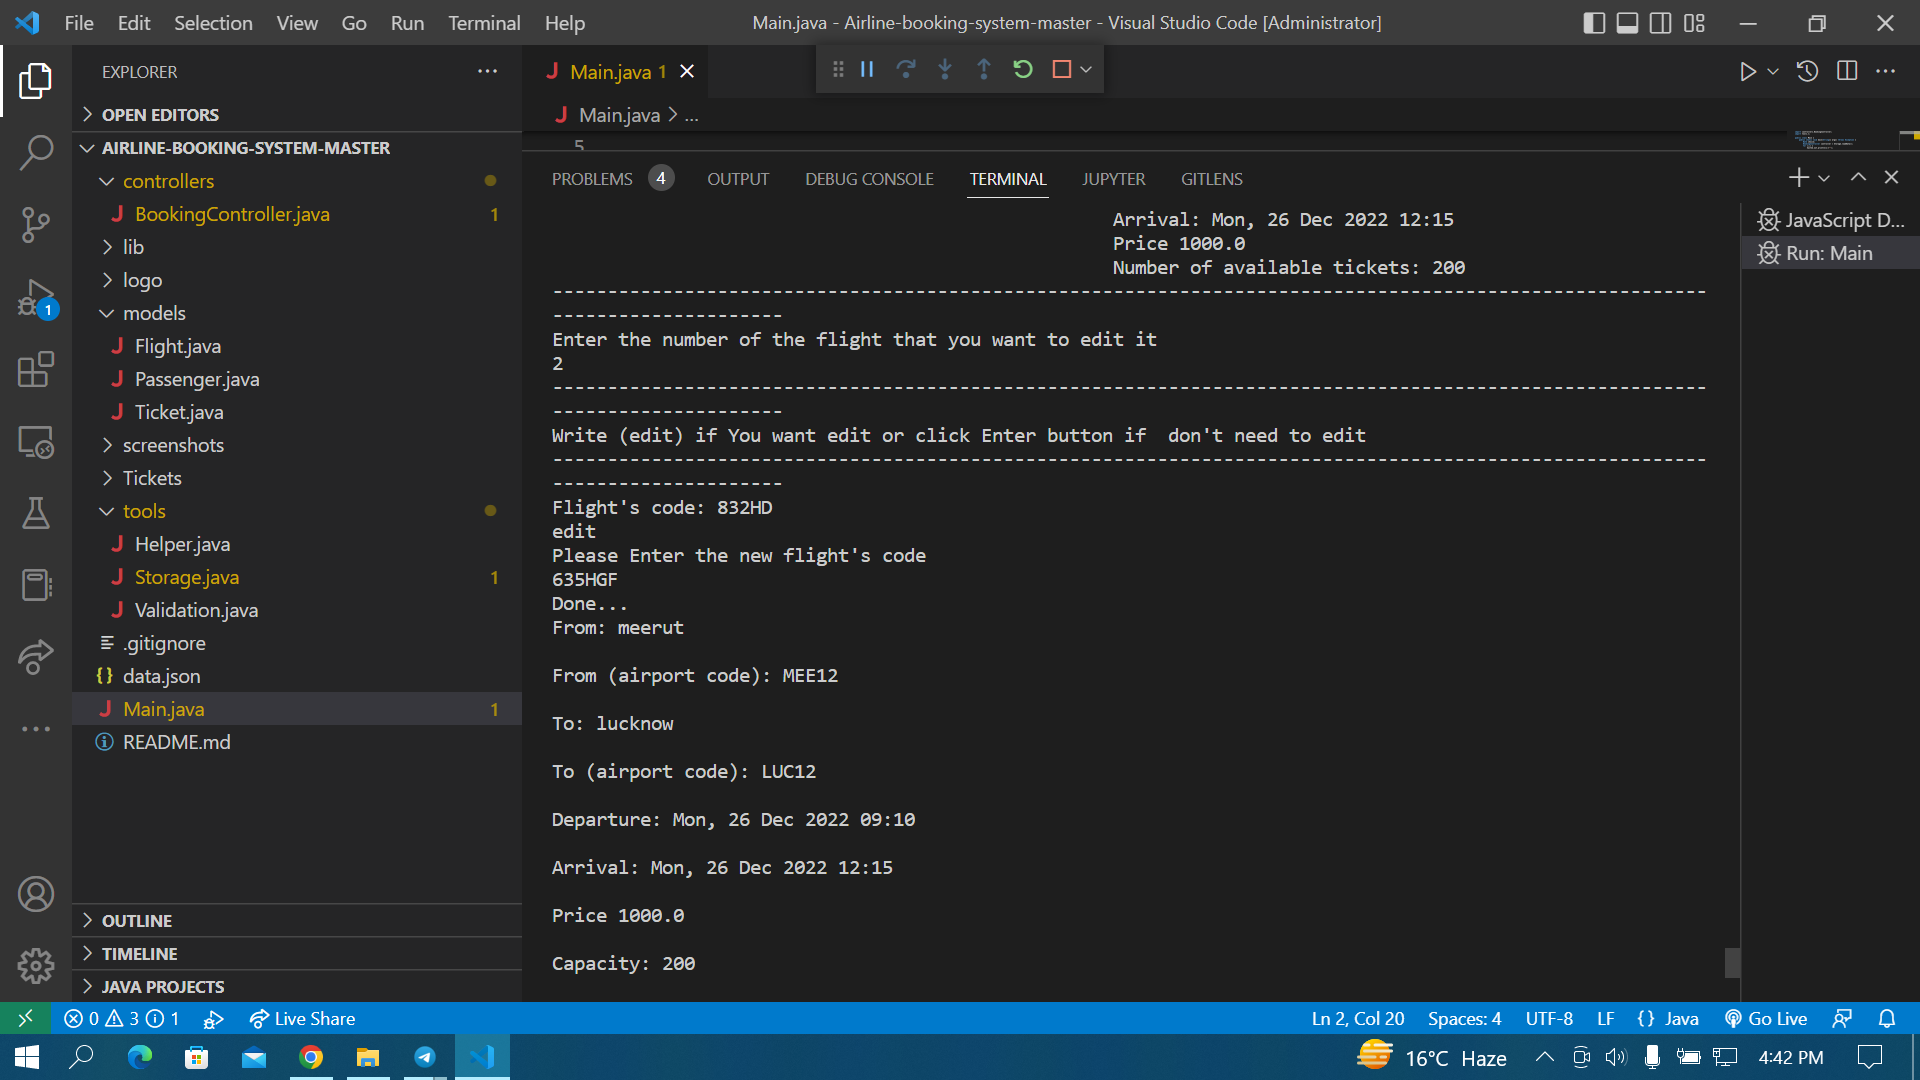 File Edit Selection View Go Run Terminal Help
Main.java - Airline-booking-system-master - Visual Studio Code [Administrator]
EXPLORER
OPEN EDITORS
AIRLINE-BOOKING-SYSTEM-MASTER
controllers
BookingController.java 1
lib
logo
models
Flight.java
Passenger.java
Ticket.java
screenshots
Tickets
tools
Helper.java
Storage.java 1
Validation.java
.gitignore
{} data.json
Main.java 1
README.md
OUTLINE
TIMELINE
JAVA PROJECTS
1
Main.java 1
Main.java > ...
5
PROBLEMS 4 OUTPUT DEBUG CONSOLE TERMINAL JUPYTER GITLENS
Arrival: Mon, 26 Dec 2022 12:15
Price 1000.0
Number of available tickets: 200
---------------------------------------------------------------------------------------------------------
---------------------
Enter the number of the flight that you want to edit it
2
---------------------------------------------------------------------------------------------------------
---------------------
Write (edit) if You want edit or click Enter button if  don't need to edit
---------------------------------------------------------------------------------------------------------
---------------------
Flight's code: 832HD
edit
Please Enter the new flight's code
635HGF
Done...
From: meerut
From (airport code): MEE12
To: lucknow
To (airport code): LUC12
Departure: Mon, 26 Dec 2022 09:10
Arrival: Mon, 26 Dec 2022 12:15
Price 1000.0
Capacity: 200
JavaScript D...
Run: Main
0 3 1 Live Share
Ln 2, Col 20 Spaces: 4 UTF-8 LF {} Java Go Live
16°C Haze 4:42 PM